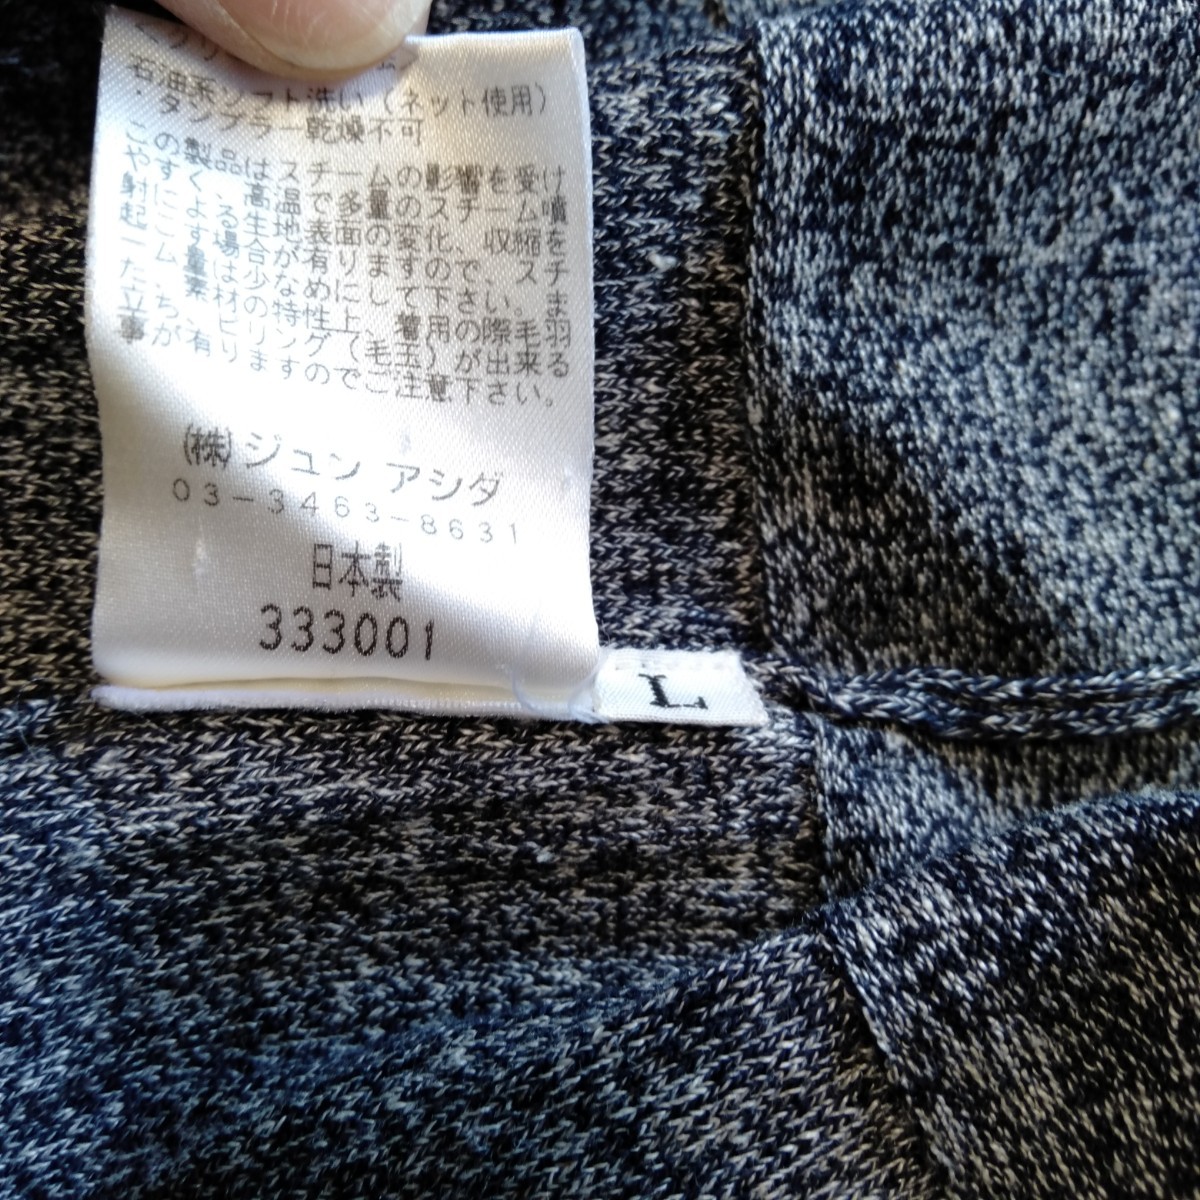 石油系ソフト洗い（ネット使用）
・タンブラー乾燥不可
この製品はスチームの影響を受け
やすく、高温で多量のスチーム噴
射による生地表面の変化、収縮を
起こす場合が有りますので、スチ
ーム量は少なめにして下さい。ま
た、素材の特性上、着用の際毛羽
立ち、ピリング（毛玉）が出来る
事が有りますのでご注意下さい。
(株)ジュン アシダ
03-3463-8631
日本製
333001
L